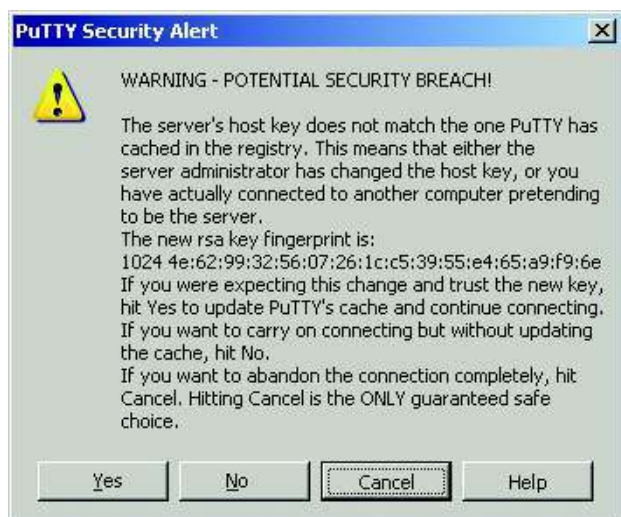 PuTTY Security Alert
WARNING - POTENTIAL SECURITY BREACH!
The server's host key does not match the one PuTTY has
cached in the registry. This means that either the
server administrator has changed the host key, or you
have actually connected to another computer pretending
to be the server.
The new rsa key fingerprint is:
1024 4e:62:99:32:56:07:26:1c:c5:39:55:e4:65:a9:f9:6e
If you were expecting this change and trust the new key,
hit Yes to update PuTTY's cache and continue connecting.
If you want to carry on connecting but without updating
the cache, hit No.
If you want to abandon the connection completely, hit
Cancel. Hitting Cancel is the ONLY guaranteed safe
choice.
Yes No Cancel Help